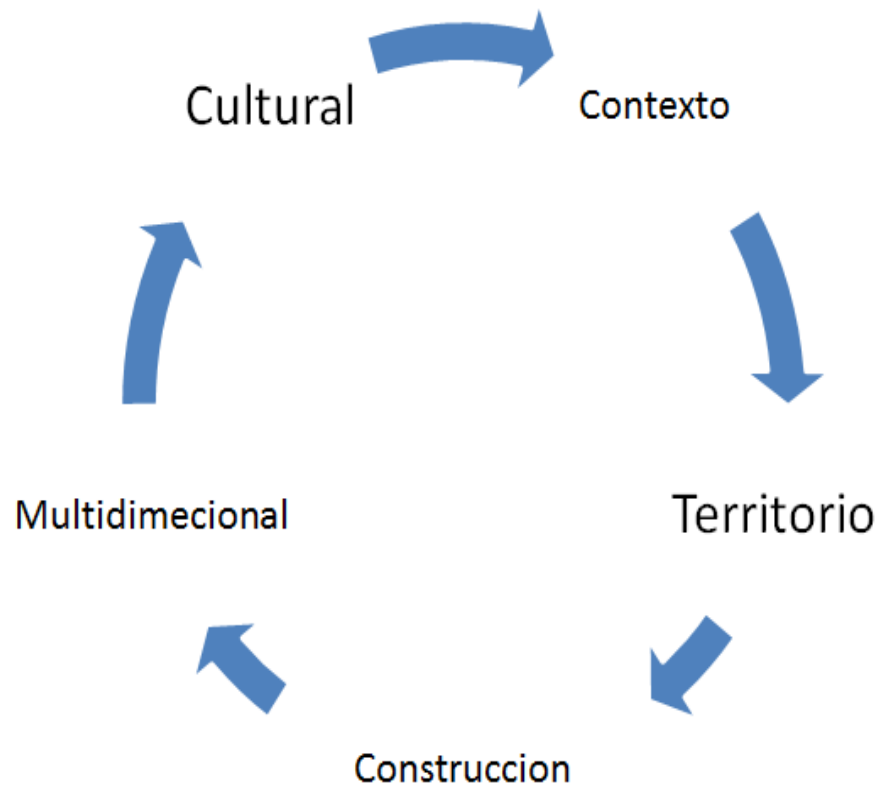 Cultural
Contexto
Territorio
Construccion
Multidimecional